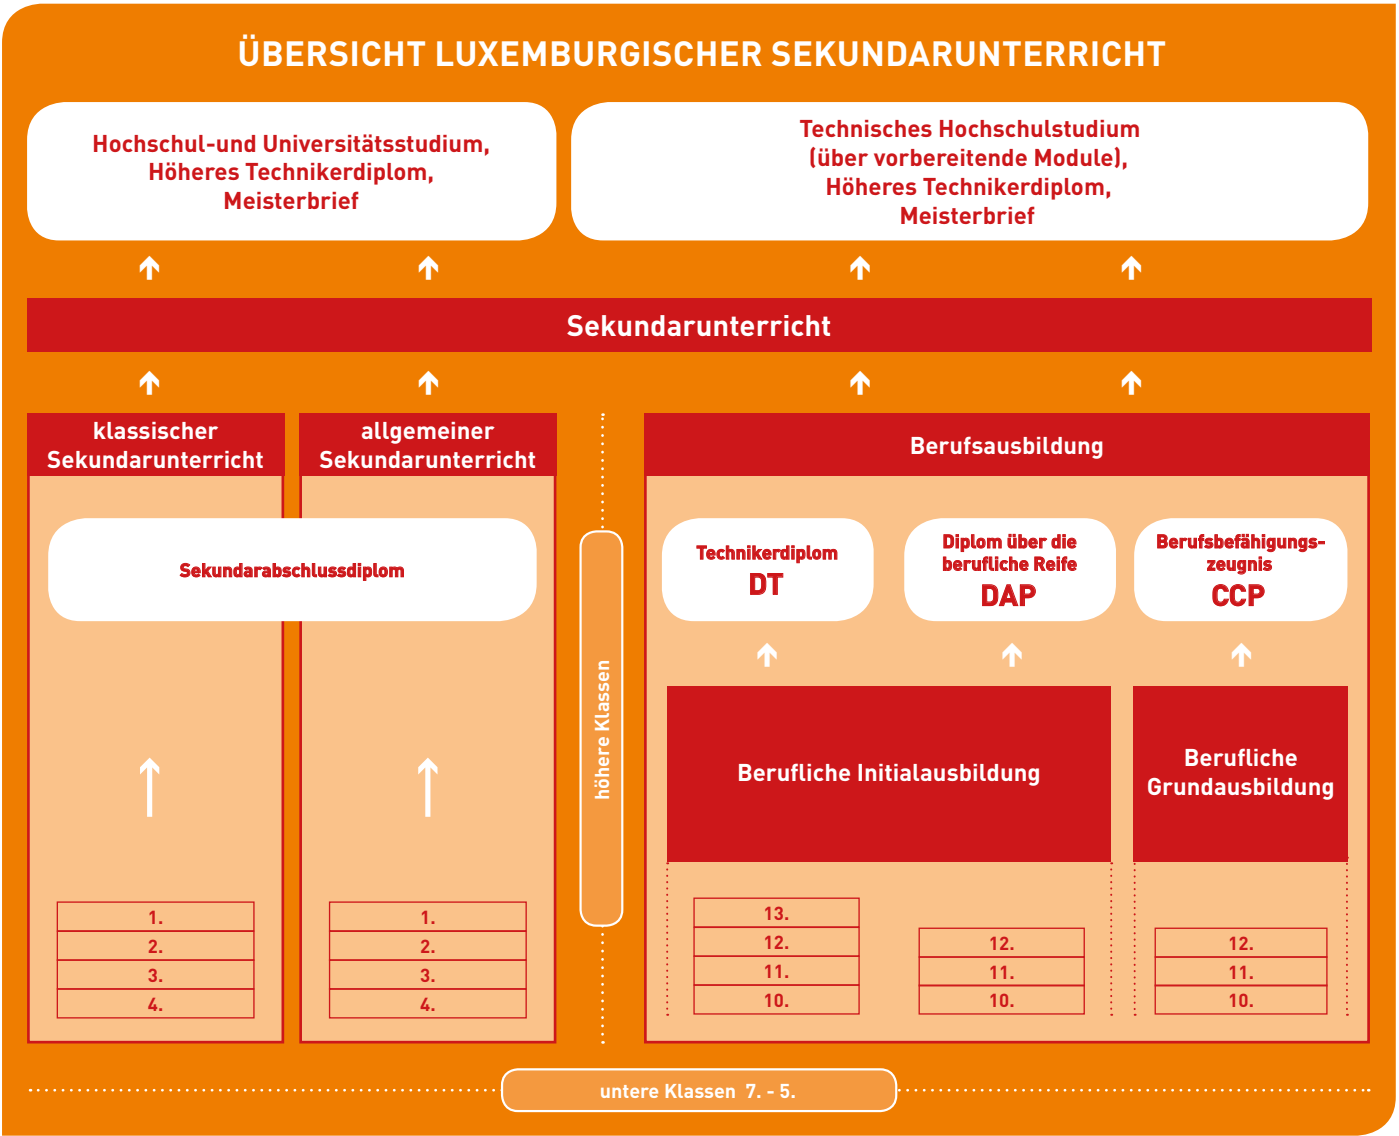 ÜBERSICHT LUXEMBURGISCHER SEKUNDARUNTERRICHT
Hochschul-und Universitätsstudium,
Höheres Technikerdiplom,
Meisterbrief
Technisches Hochschulstudium
(über vorbereitende Module),
Höheres Technikerdiplom,
Meisterbrief
Sekundarunterricht
klassischer
Sekundarunterricht
allgemeiner
Sekundarunterricht
Berufsausbildung
Sekundarabschlussdiplom
Technikerdiplom
DT
Diplom über die
berufliche Reife
DAP
Berufsbefähigungs-
zeugnis
CCP
höhere Klassen
Berufliche Initialausbildung
Berufliche
Grundausbildung
1.
2.
3.
4.
1.
2.
3.
4.
13.
12.
11.
10.
12.
11.
10.
12.
11.
10.
untere Klassen 7. - 5.